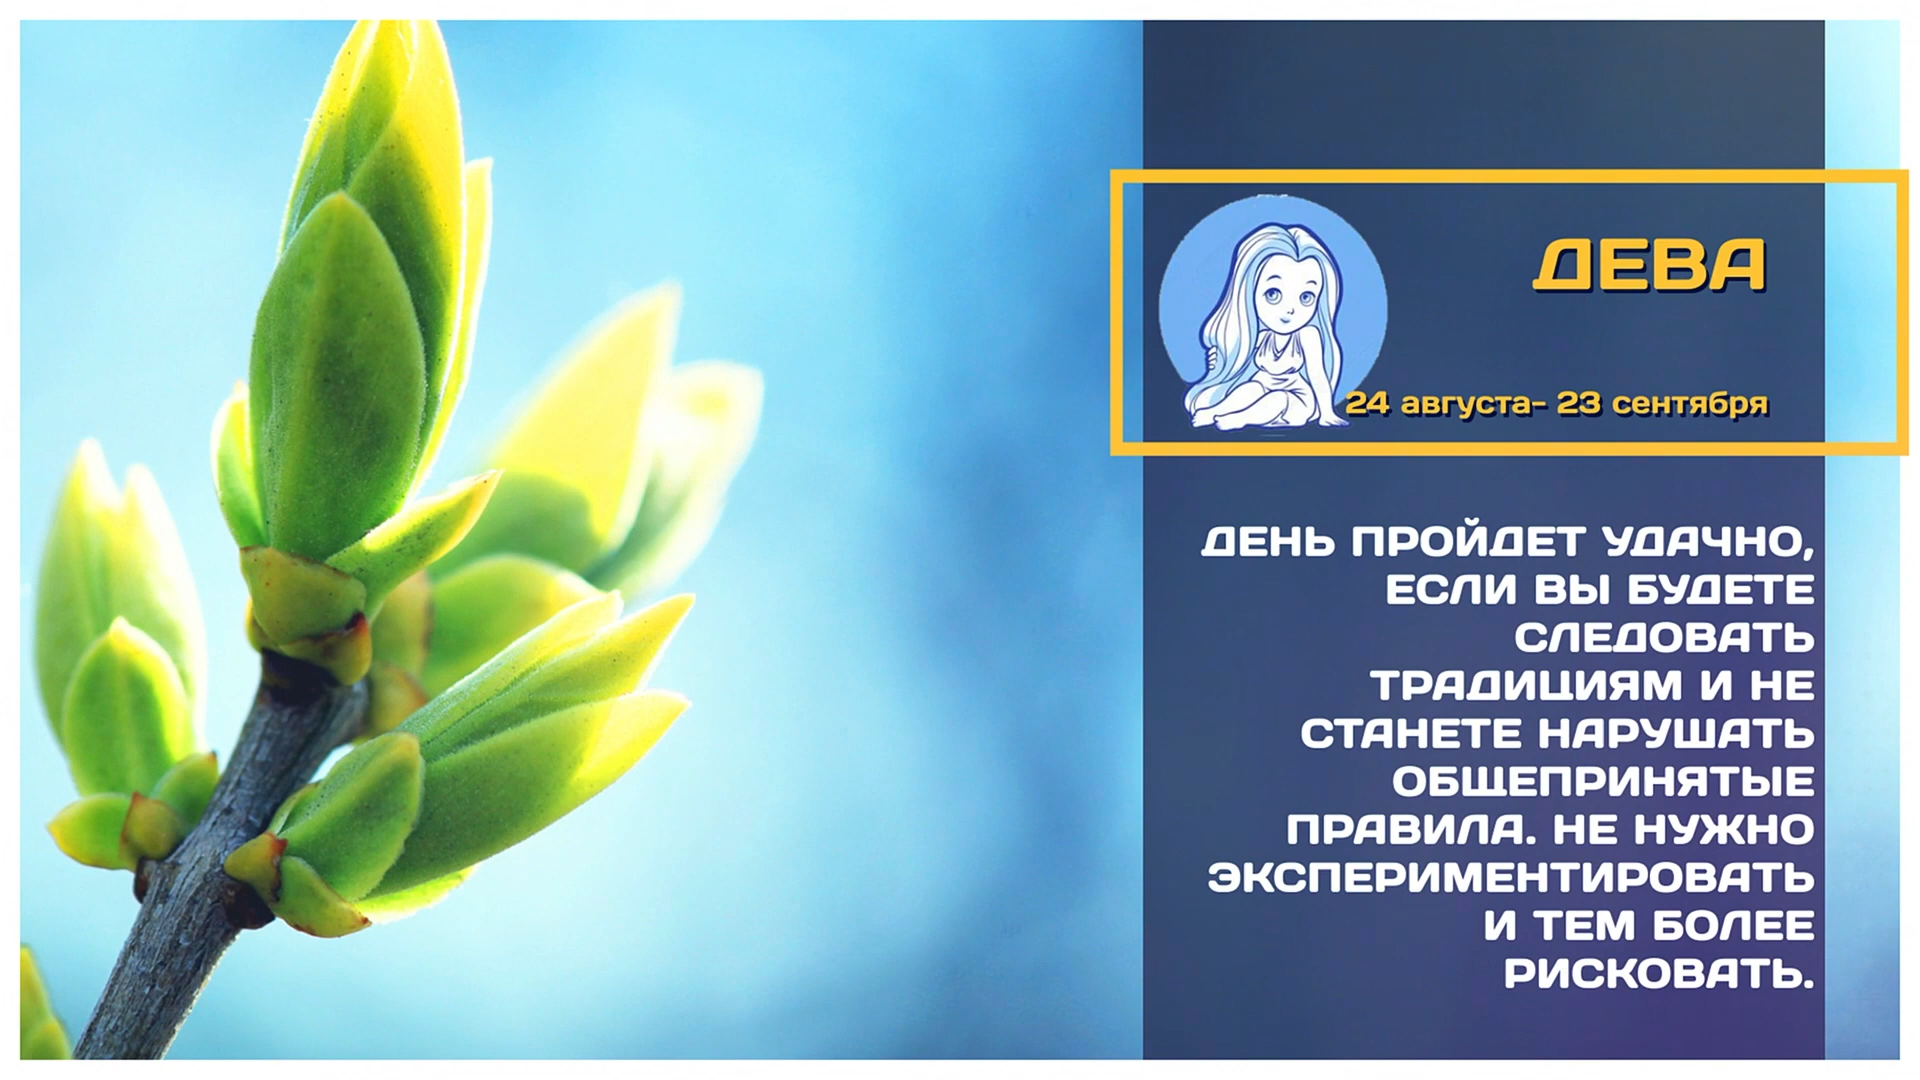 ДЕВА
24 августа- 23 сентября
ДЕНЬ ПРОЙДЕТ УДАЧНО,
ЕСЛИ ВЫ БУДЕТЕ
СЛЕДОВАТЬ
ТРАДИЦИЯМ И НЕ
СТАНЕТЕ НАРУШАТЬ
ОБЩЕПРИНЯТЫЕ
ПРАВИЛА. НЕ НУЖНО
ЭКСПЕРИМЕНТИРОВАТЬ
И ТЕМ БОЛЕЕ
РИСКОВАТЬ.